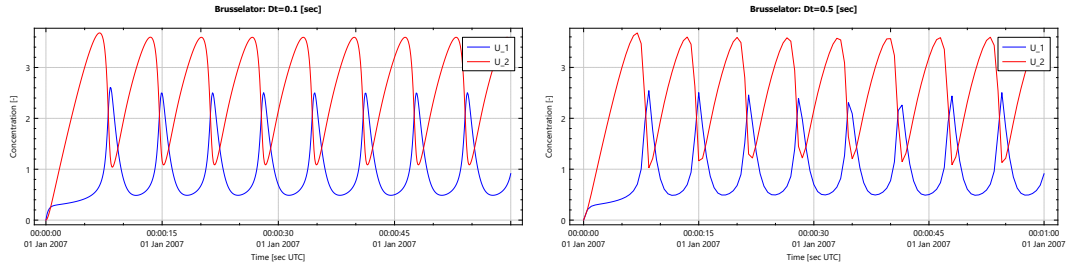 Brusselator: Dt=0.1 [sec]
Concentration [-]
3
2
1
0
U_1
U_2
00:00:00 00:00:15 00:00:30 00:00:45
01 Jan 2007 01 Jan 2007 01 Jan 2007 01 Jan 2007
Time [sec UTC]
Brusselator: Dt=0.5 [sec]
Concentration [-]
3
2
1
0
U_1
U_2
00:00:00 00:00:15 00:00:30 00:00:45 00:01:00
01 Jan 2007 01 Jan 2007 01 Jan 2007 01 Jan 2007 01 Jan 2007
Time [sec UTC]